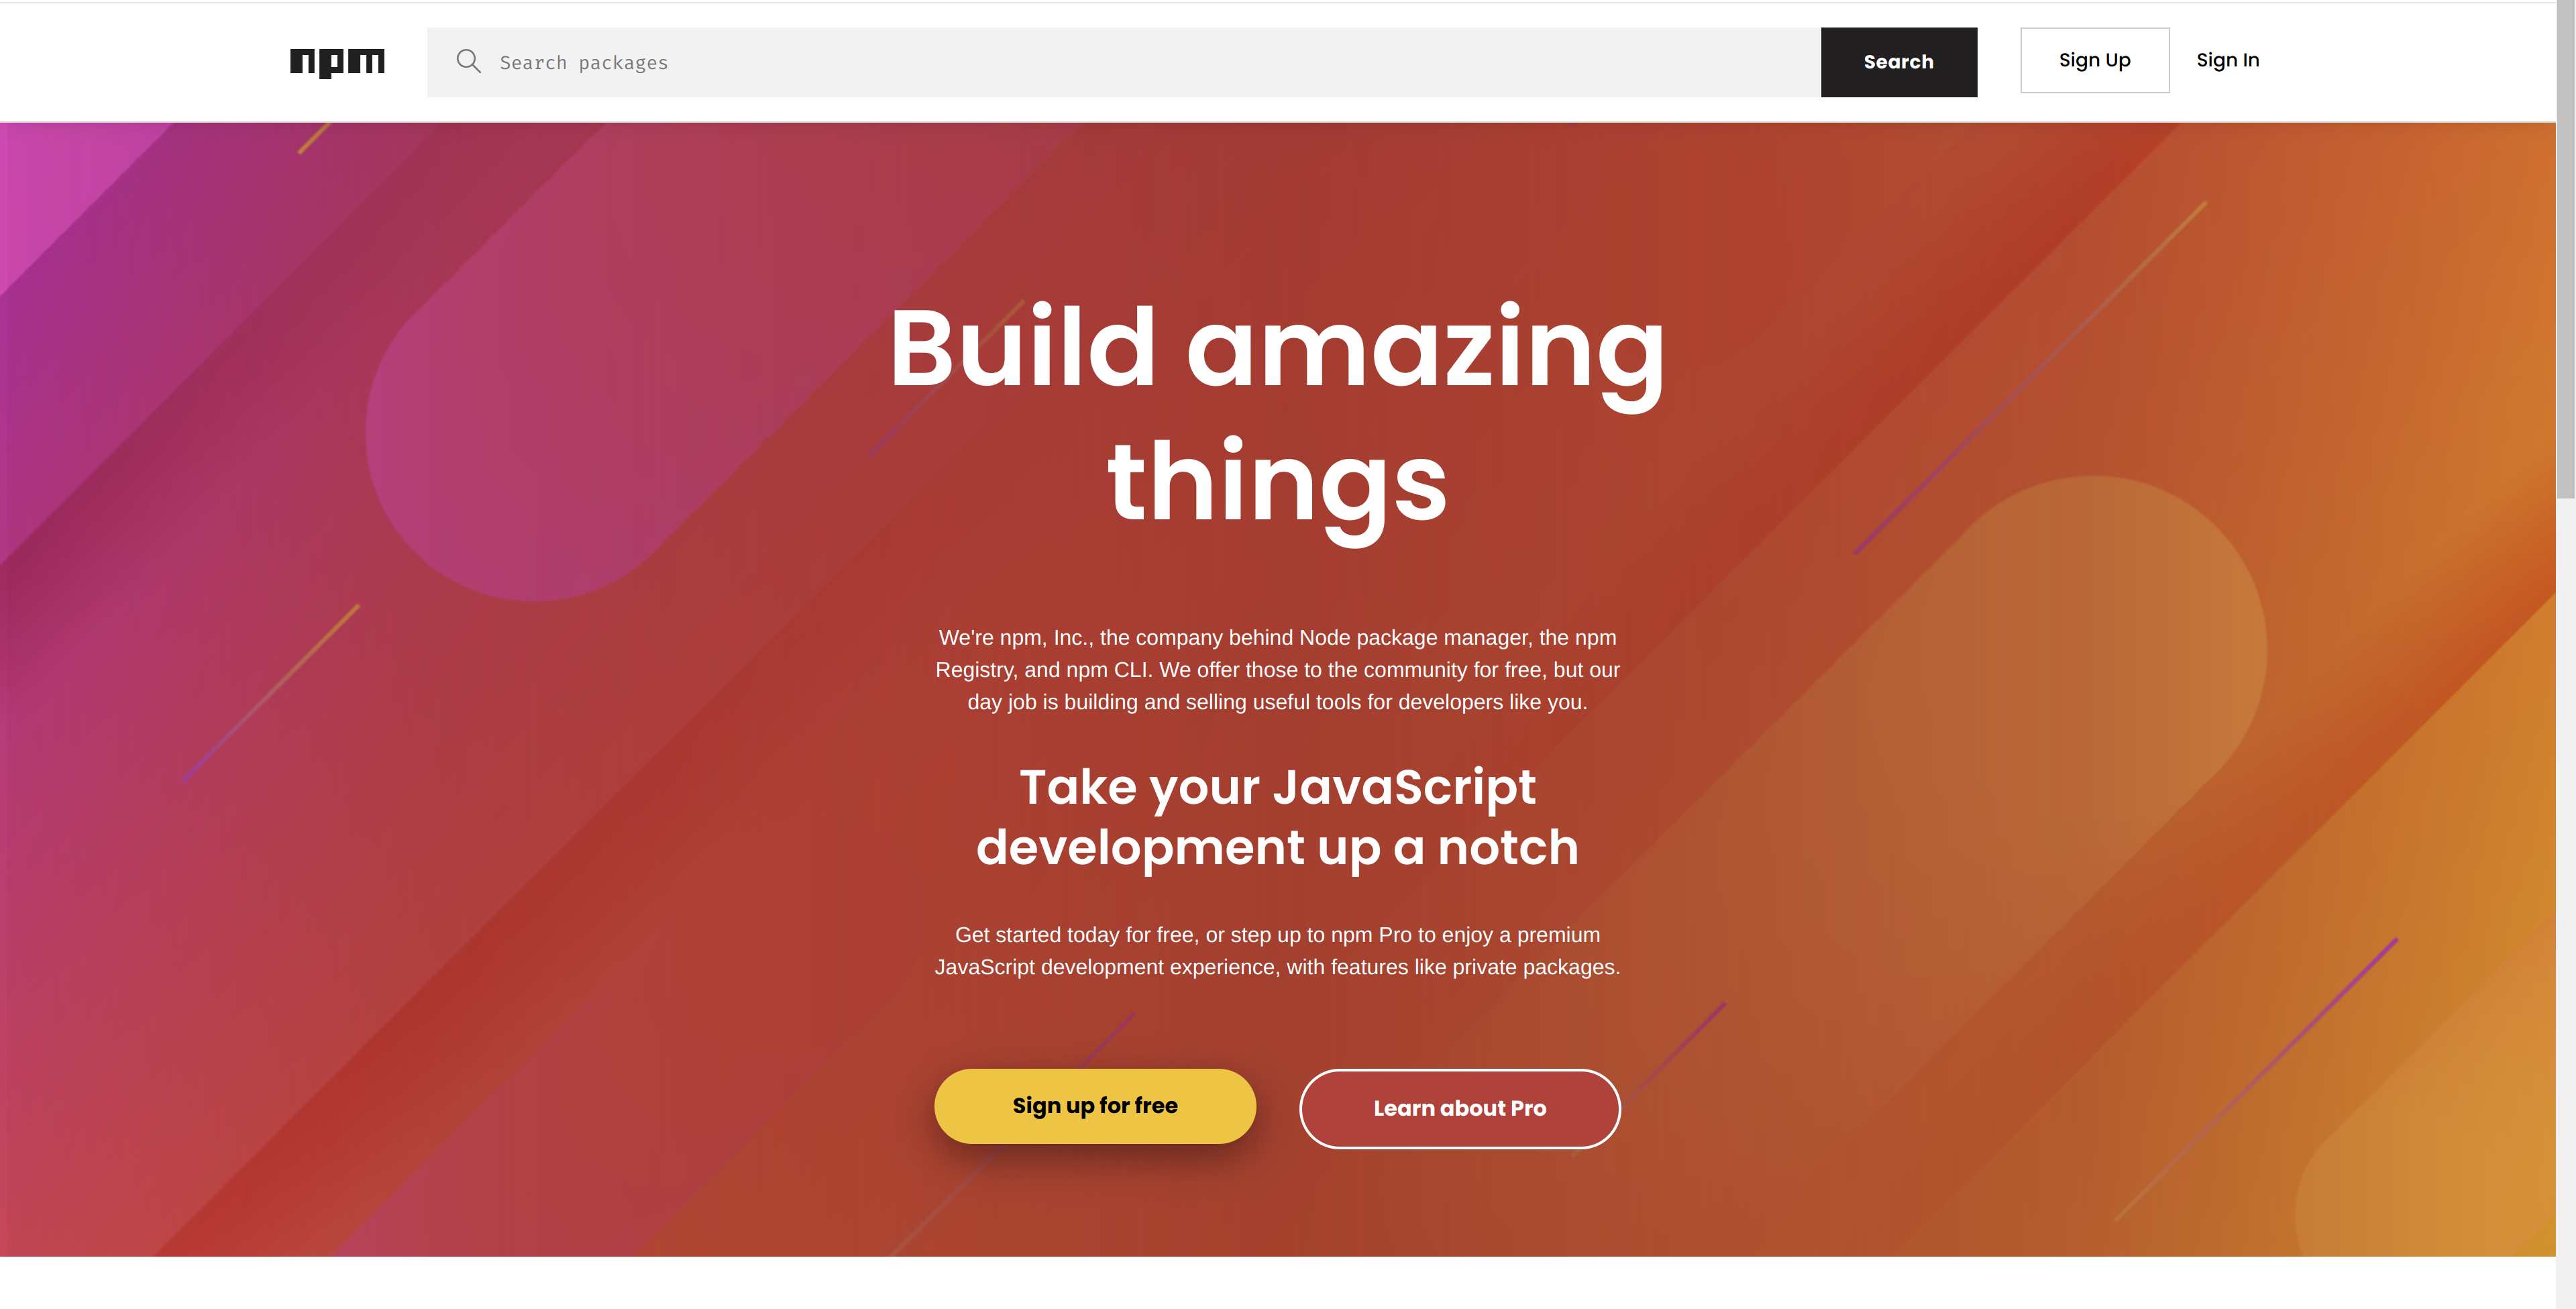 npm
Search packages
Search
Sign Up
Sign In
Build amazing
things
We're npm, Inc., the company behind Node package manager, the npm
Registry, and npm CLI. We offer those to the community for free, but our
day job is building and selling useful tools for developers like you.
Take your JavaScript
development up a notch
Get started today for free, or step up to npm Pro to enjoy a premium
JavaScript development experience, with features like private packages.
Sign up for free
Learn about Pro